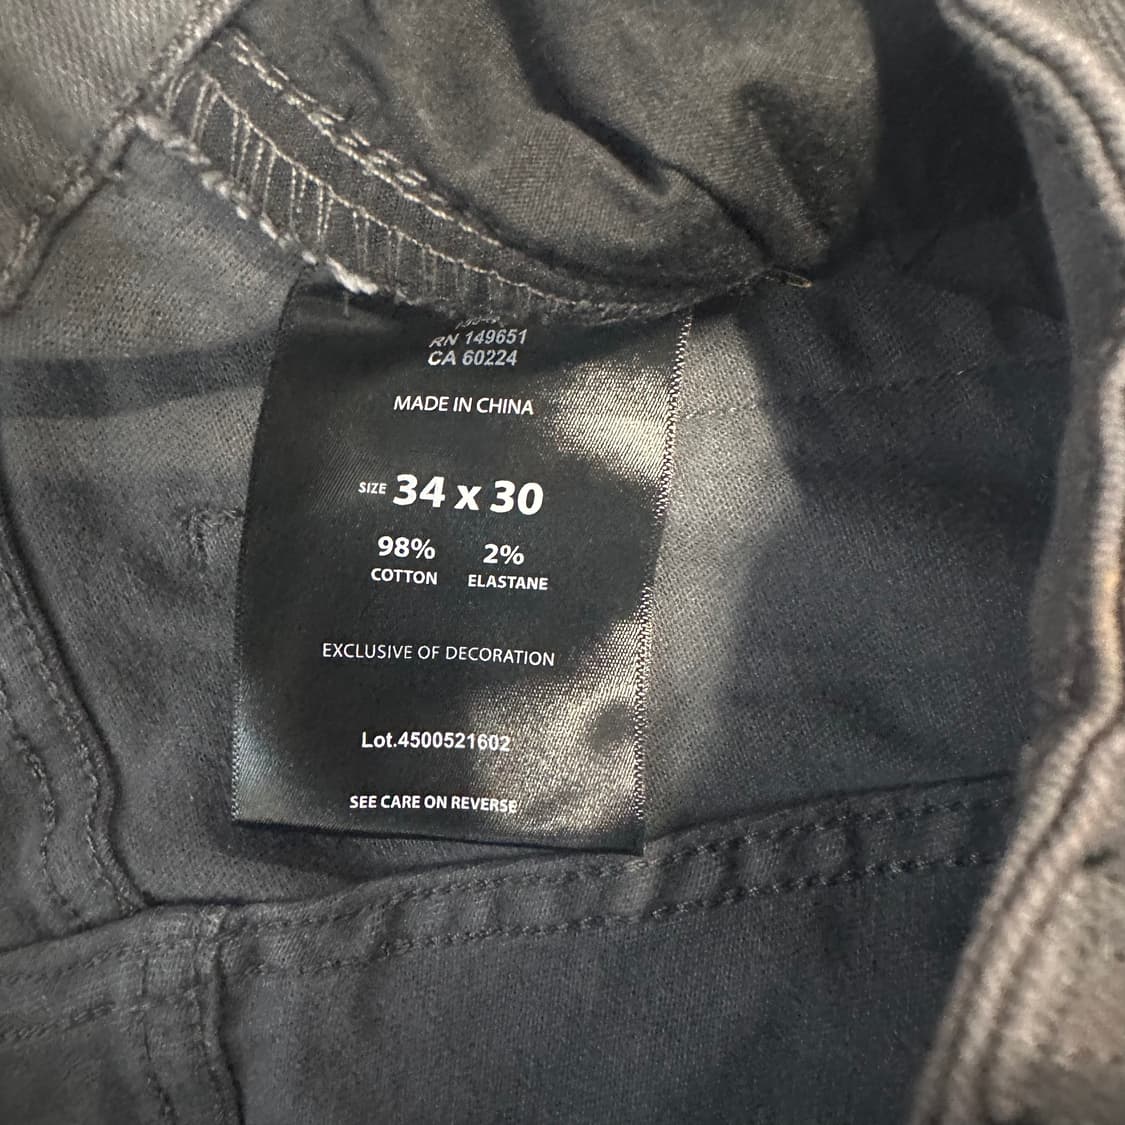 RN 149651
CA 60224
MADE IN CHINA
SIZE 34 x 30
98% 2%
COTTON ELASTANE
EXCLUSIVE OF DECORATION
Lot.4500521602
SEE CARE ON REVERSE